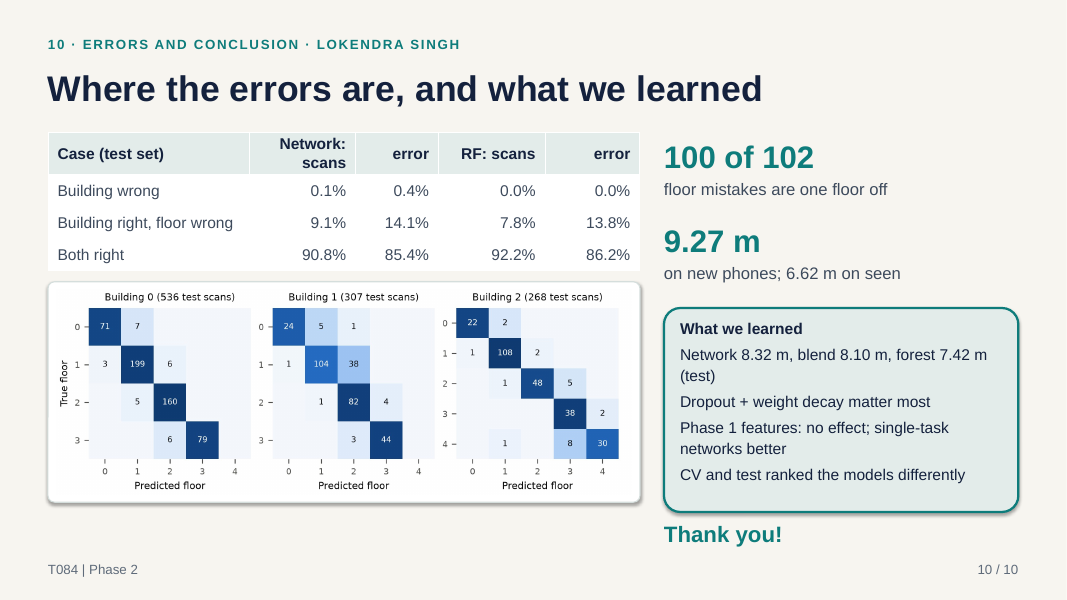 10 · ERRORS AND CONCLUSION · LOKENDRA SINGH
Where the errors are, and what we learned
Case (test set) Network: scans error RF: scans error
Building wrong 0.1% 0.4% 0.0% 0.0%
Building right, floor wrong 9.1% 14.1% 7.8% 13.8%
Both right 90.8% 85.4% 92.2% 86.2%
Building 0 (536 test scans) Building 1 (307 test scans) Building 2 (268 test scans)
True floor
0 71 7
1 3 199 6
2 5 160
3 6 79
0 1 2 3 4
Predicted floor
0 24 5 1
1 1 104 38
2 1 82 4
3 3 44
0 1 2 3 4
Predicted floor
0 22 2
1 1 108 2
2 1 48 5
3 38 2
4 1 8 30
0 1 2 3 4
Predicted floor
100 of 102
floor mistakes are one floor off
9.27 m
on new phones; 6.62 m on seen
What we learned
Network 8.32 m, blend 8.10 m, forest 7.42 m
(test)
Dropout + weight decay matter most
Phase 1 features: no effect; single-task
networks better
CV and test ranked the models differently
Thank you!
T084 | Phase 2
10 / 10